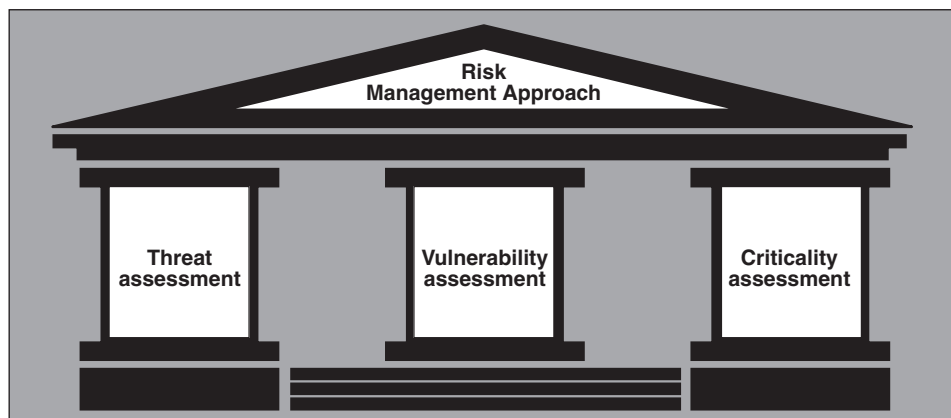 Risk
Management Approach
Threat
assessment
Vulnerability
assessment
Criticality
assessment